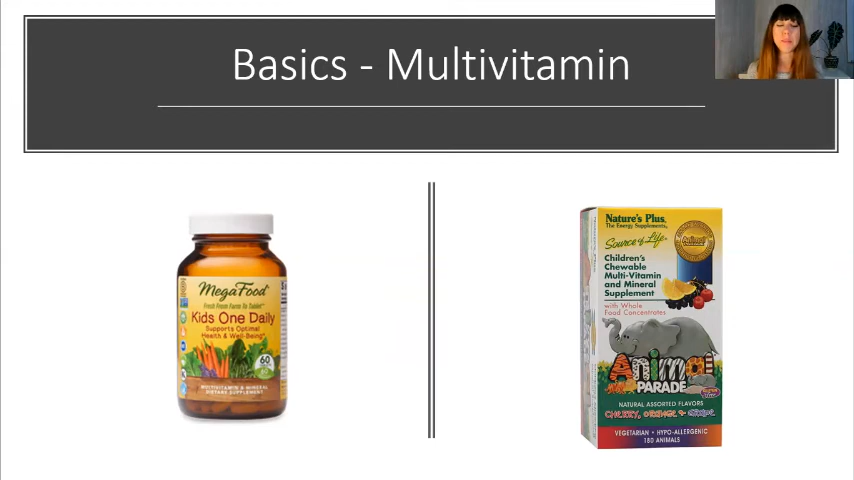 Basics - Multivitamin
MegaFood
Fresh From Farm To Tablet
Kids One Daily
Supports Optimal
Health & Well-Being
60
MULTIVITAMIN & MINERAL
DIETARY SUPPLEMENT
Nature's Plus
The Energy Supplements
Source of Life
Children's
Chewable
Multi-Vitamin
and Mineral
Supplement
with Whole
Food Concentrates
Animal
PARADE
NATURAL ASSORTED FLAVORS
CHERRY, ORANGE & GRAPE
VEGETARIAN • HYPO-ALLERGENIC
180 ANIMALS